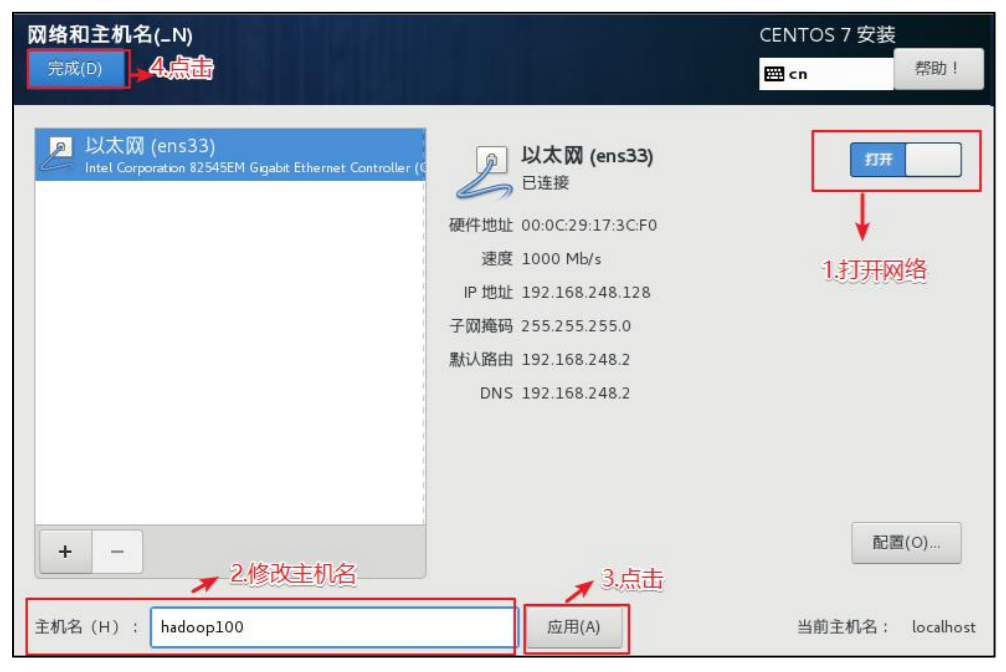 网络和主机名(_N)
CENTOS 7 安装
完成(D)
4.点击
cn
帮助！
以太网 (ens33)
Intel Corporation 82545EM Gigabit Ethernet Controller (
以太网 (ens33)
已连接
打开
硬件地址 00:0C:29:17:3C:F0
速度 1000 Mb/s
1.打开网络
IP 地址 192.168.248.128
子网掩码 255.255.255.0
默认路由 192.168.248.2
DNS 192.168.248.2
+ −
配置(O)...
2.修改主机名
3.点击
主机名（H）： hadoop100
应用(A)
当前主机名： localhost